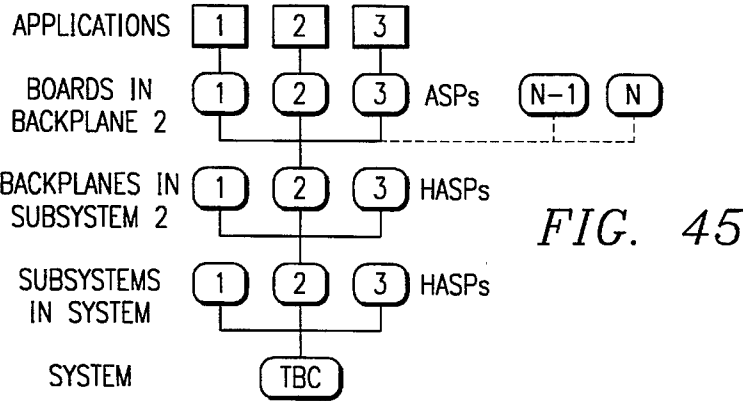 APPLICATIONS 1 2 3
BOARDS IN
BACKPLANE 2
1 2 3 ASPs N-1 N
BACKPLANES IN
SUBSYSTEM 2
1 2 3 HASPs
FIG. 45
SUBSYSTEMS
IN SYSTEM
1 2 3 HASPs
SYSTEM TBC